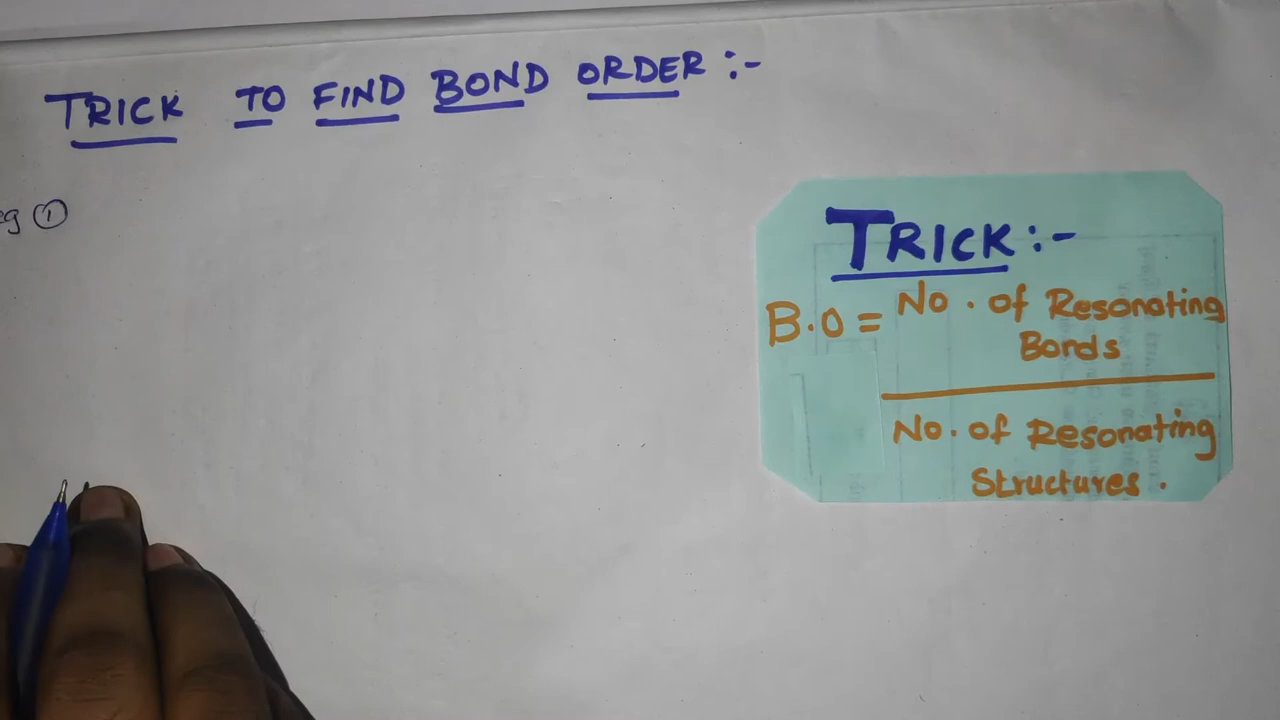 TRICK TO FIND BOND ORDER :-
eg ①
TRICK :-
B.O = No. of Resonating
Bonds
No. of Resonating
Structures.